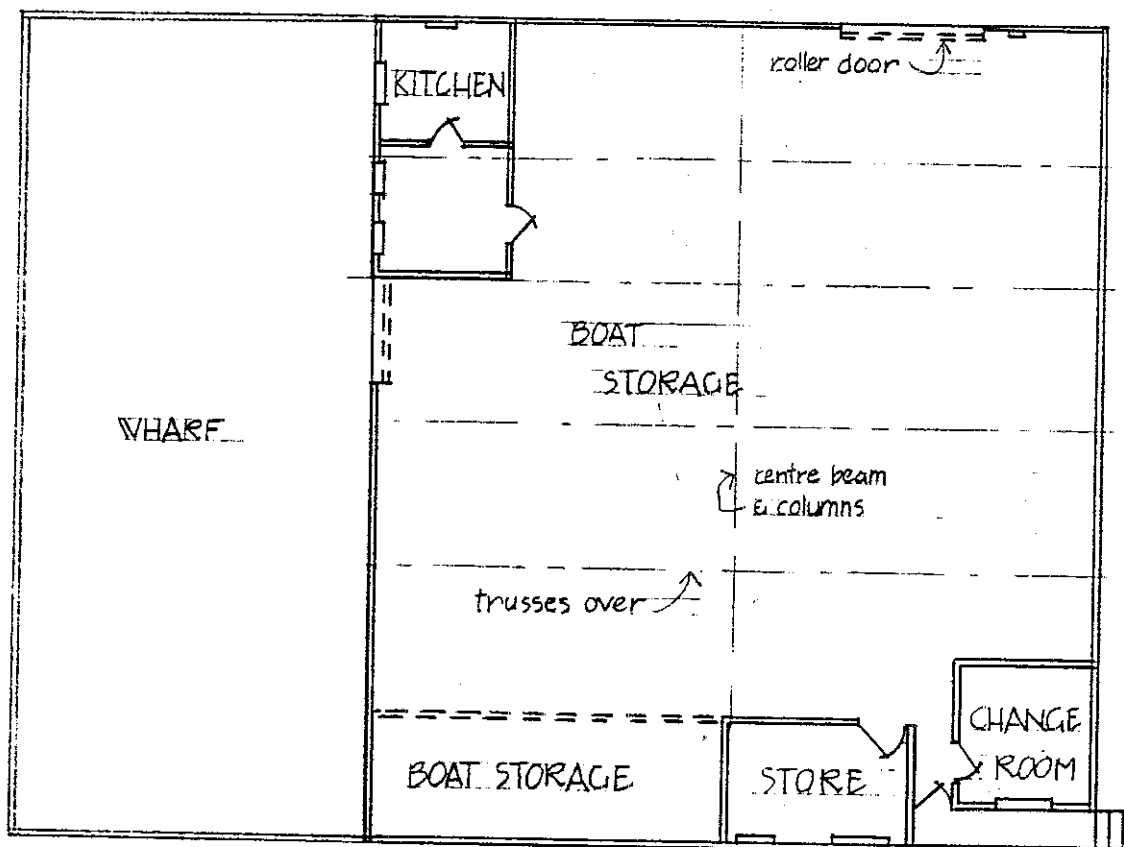 roller door
KITCHEN
BOAT
STORAGE
WHARF
centre beam
& columns
trusses over
CHANGE
ROOM
BOAT STORAGE
STORE